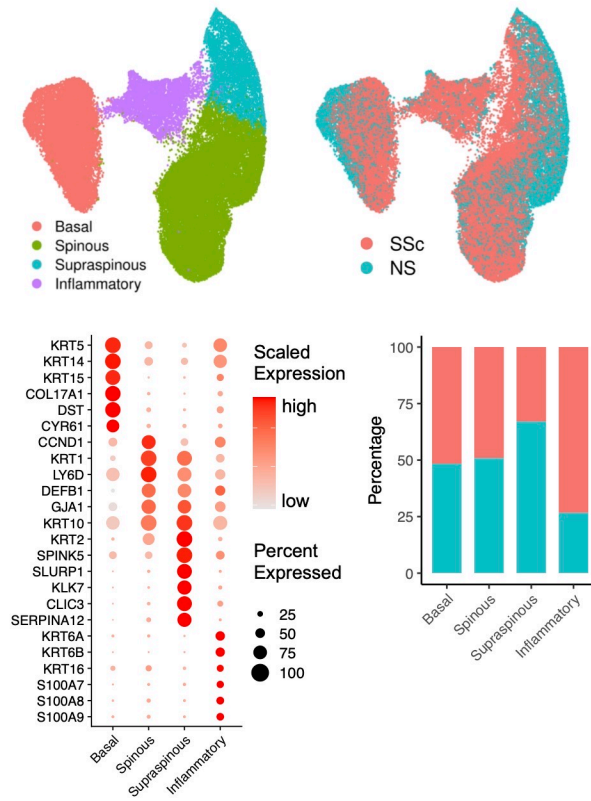 Basal
Spinous
Supraspinous
Inflammatory
SSc
NS
KRT5
KRT14
KRT15
COL17A1
DST
CYR61
CCND1
KRT1
LY6D
DEFB1
GJA1
KRT10
KRT2
SPINK5
SLURP1
KLK7
CLIC3
SERPINA12
KRT6A
KRT6B
KRT16
S100A7
S100A8
S100A9
Basal
Spinous
Supraspinous
Inflammatory
Scaled
Expression
high
low
Percent
Expressed
25
50
75
100
Percentage
100
75
50
25
0
Basal
Spinous
Supraspinous
Inflammatory